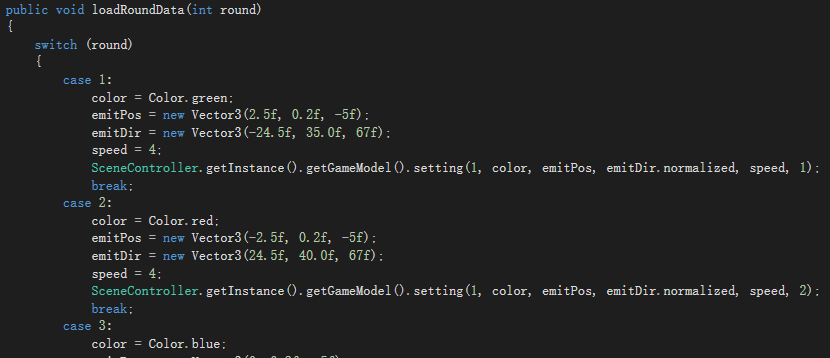 public void loadRoundData(int round)
{
switch (round)
{
case 1:
color = Color.green;
emitPos = new Vector3(2.5f, 0.2f, -5f);
emitDir = new Vector3(-24.5f, 35.0f, 67f);
speed = 4;
SceneController.getInstance().getGameModel().setting(1, color, emitPos, emitDir.normalized, speed, 1);
break;
case 2:
color = Color.red;
emitPos = new Vector3(-2.5f, 0.2f, -5f);
emitDir = new Vector3(24.5f, 40.0f, 67f);
speed = 4;
SceneController.getInstance().getGameModel().setting(1, color, emitPos, emitDir.normalized, speed, 2);
break;
case 3:
color = Color.blue;